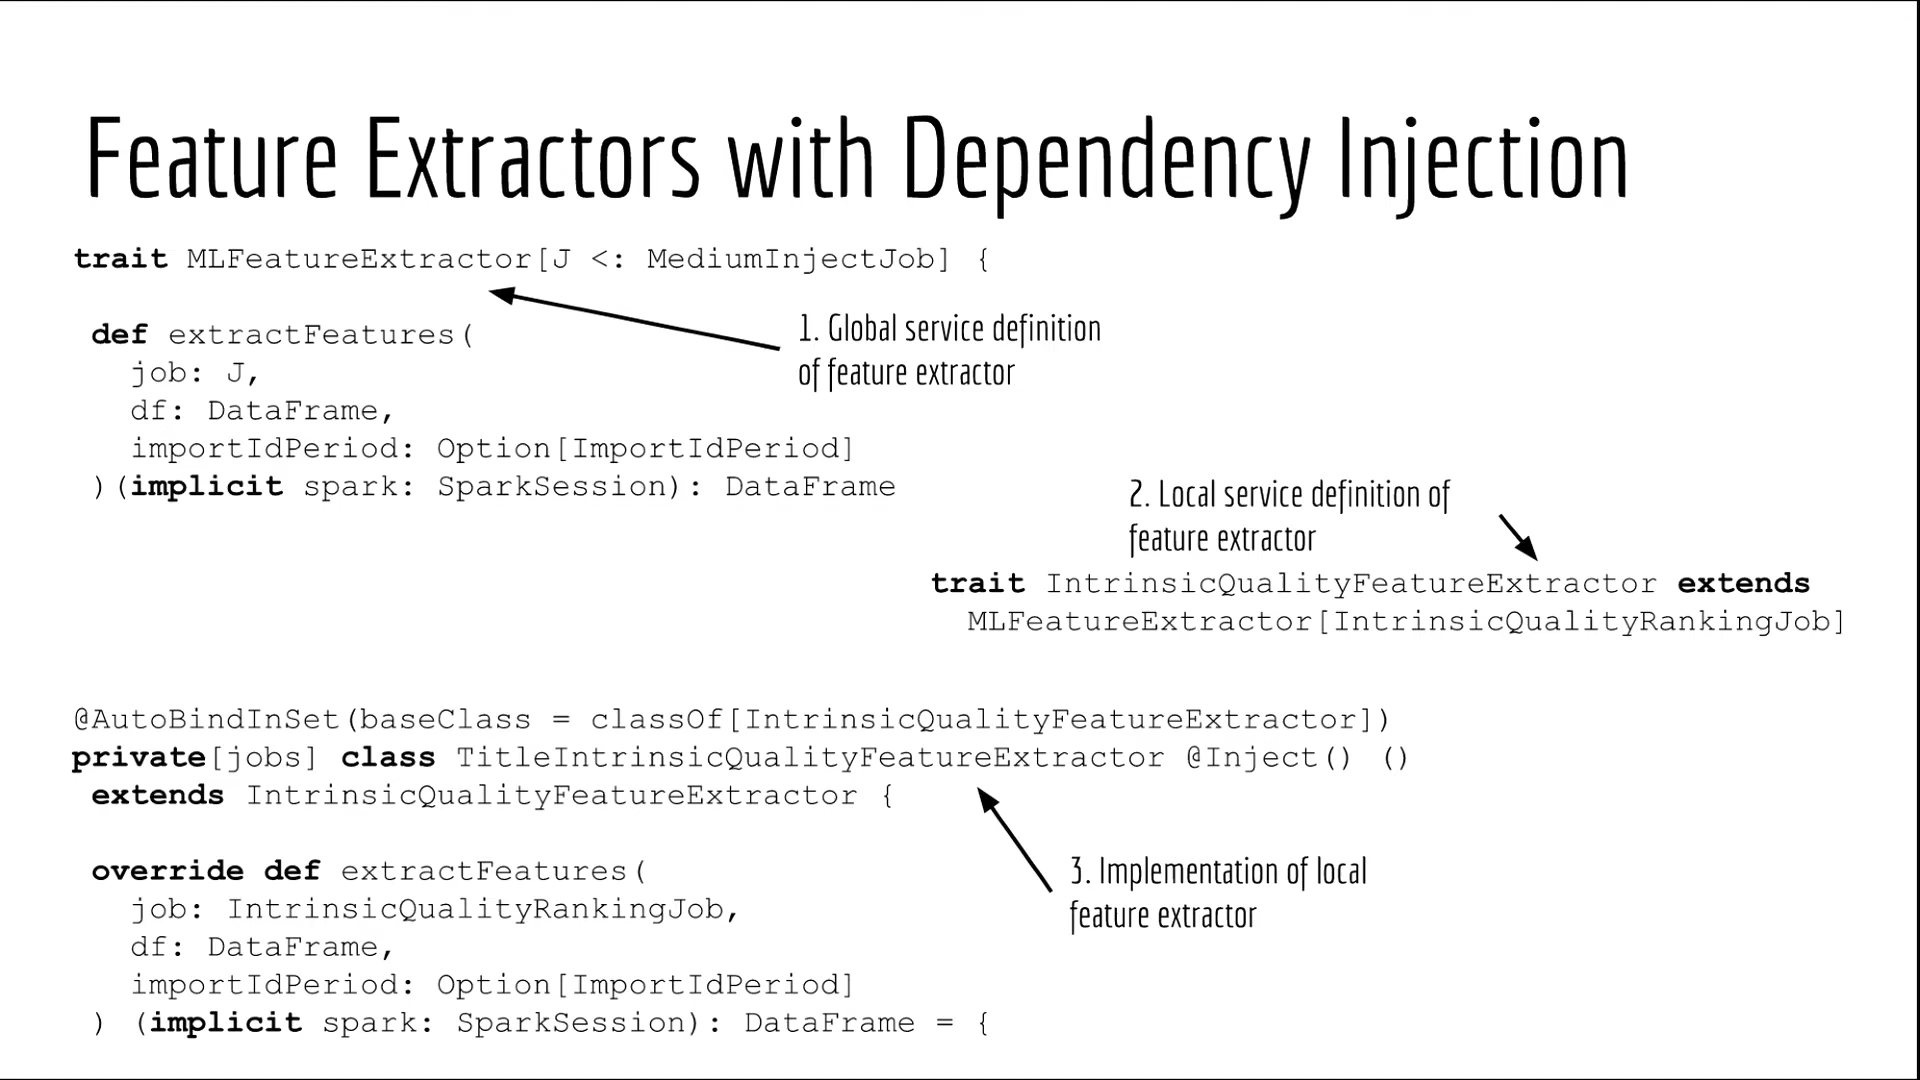 Feature Extractors with Dependency Injection
trait MLFeatureExtractor[J <: MediumInjectJob] {
def extractFeatures(
job: J,
df: DataFrame,
importIdPeriod: Option[ImportIdPeriod]
)(implicit spark: SparkSession): DataFrame
1. Global service definition
of feature extractor
2. Local service definition of
feature extractor
trait IntrinsicQualityFeatureExtractor extends
MLFeatureExtractor[IntrinsicQualityRankingJob]
@AutoBindInSet(baseClass = classOf[IntrinsicQualityFeatureExtractor])
private[jobs] class TitleIntrinsicQualityFeatureExtractor @Inject() ()
extends IntrinsicQualityFeatureExtractor {
override def extractFeatures(
job: IntrinsicQualityRankingJob,
df: DataFrame,
importIdPeriod: Option[ImportIdPeriod]
) (implicit spark: SparkSession): DataFrame = {
3. Implementation of local
feature extractor